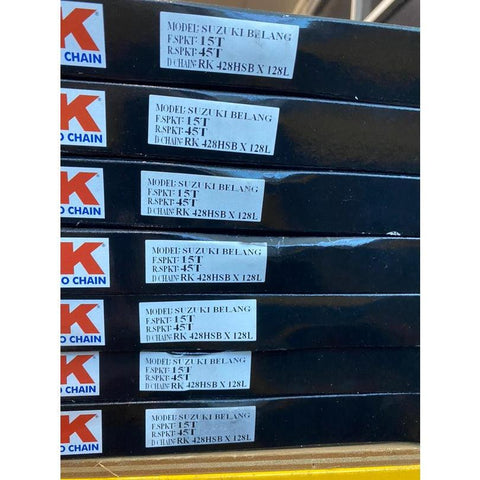 K
CHAIN
MODEL: SUZUKI BELANG
F.SPKT: 15T
R.SPKT: 45T
D CHAIN: RK 428HSB X 128L
K
O CHAIN
MODEL: SUZUKI BELANG
F.SPKT: 15T
R.SPKT: 45T
D CHAIN: RK 428HSB X 128L
K
O CHAIN
MODEL: SUZUKI BELANG
F.SPKT: 15T
R.SPKT: 45T
D CHAIN: RK 428HSB X 128L
K
O CHAIN
MODEL: SUZUKI BELANG
F.SPKT: 15T
R.SPKT: 45T
D CHAIN: RK 428HSB X 128L
K
O CHAIN
MODEL: SUZUKI BELANG
F.SPKT: 15T
R.SPKT: 45T
D CHAIN: RK 428HSB X 128L
K
O CHAIN
MODEL: SUZUKI BELANG
F.SPKT: 15T
R.SPKT: 45T
D CHAIN: RK 428HSB X 128L
K
O CHAIN
MODEL: SUZUKI BELANG
F.SPKT: 15T
R.SPKT: 45T
D CHAIN: RK 428HSB X 128L